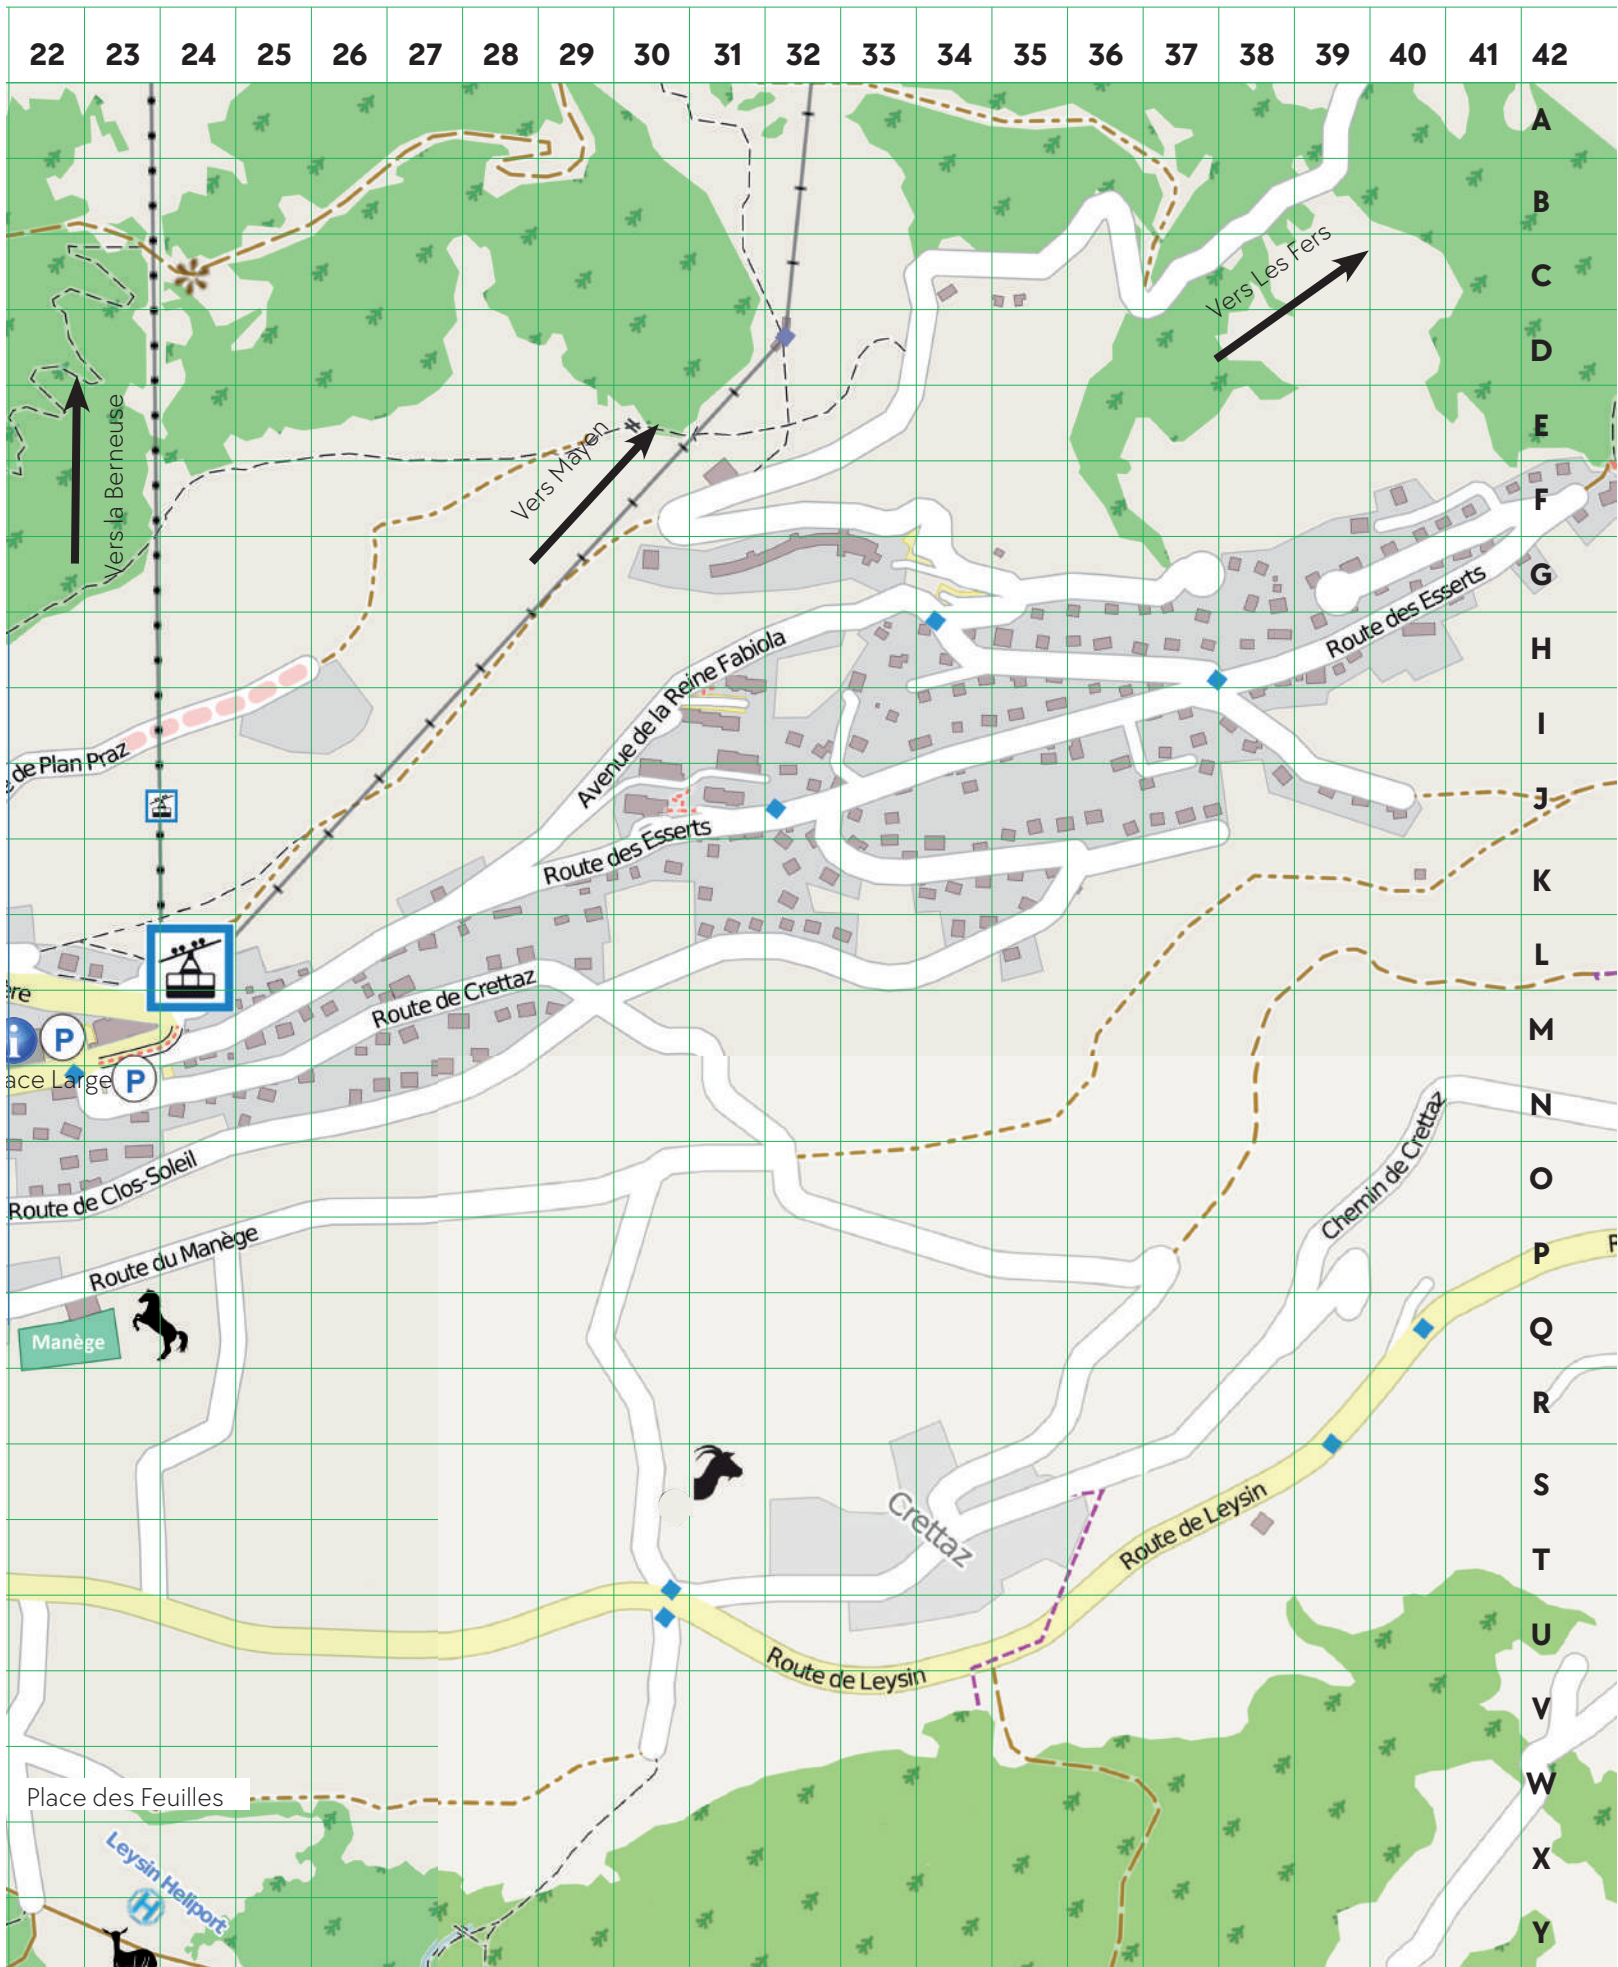 22 23 24 25 26 27 28 29 30 31 32 33 34 35 36 37 38 39 40 41 42
A
B
C
Vers Les Fers
D
Vers la Berneuse
E
Vers Mayen
F
G
Route des Esserts
H
Avenue de la Reine Fabiola
I
e de Plan Praz
J
Route des Esserts
K
L
ère
Route de Crettaz
M
i P
ace Large P
N
Chemin de Crettaz
Route de Clos-Soleil
O
Route du Manège
P
R
Manège
Q
R
S
Crettaz
Route de Leysin
T
U
Route de Leysin
V
W
Place des Feuilles
X
Leysin Heliport
H
Y